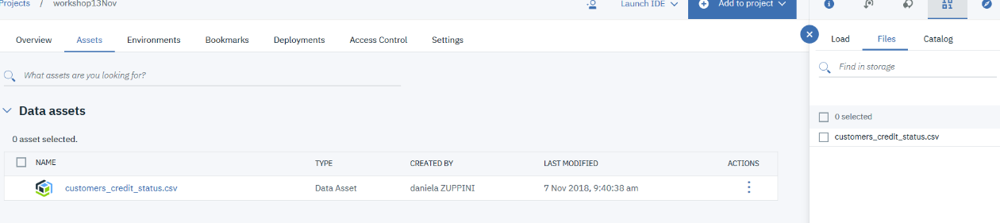 Projects / workshop13Nov
Launch IDE
Add to project
Overview Assets Environments Bookmarks Deployments Access Control Settings
What assets are you looking for?
Data assets
0 asset selected.
NAME TYPE CREATED BY LAST MODIFIED ACTIONS
customers_credit_status.csv Data Asset daniela ZUPPINI 7 Nov 2018, 9:40:38 am
Load Files Catalog
Find in storage
0 selected
customers_credit_status.csv